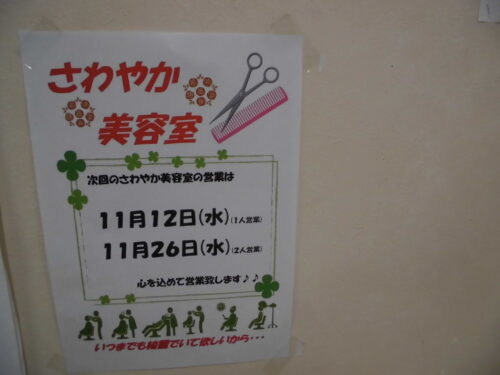 さわやか
美容室
次回のさわやか美容室の営業は
11月12日(水)(1人営業)
11月26日(水)(2人営業)
心を込めて営業致します♪♪
いつまでも綺麗でいて欲しいから・・・